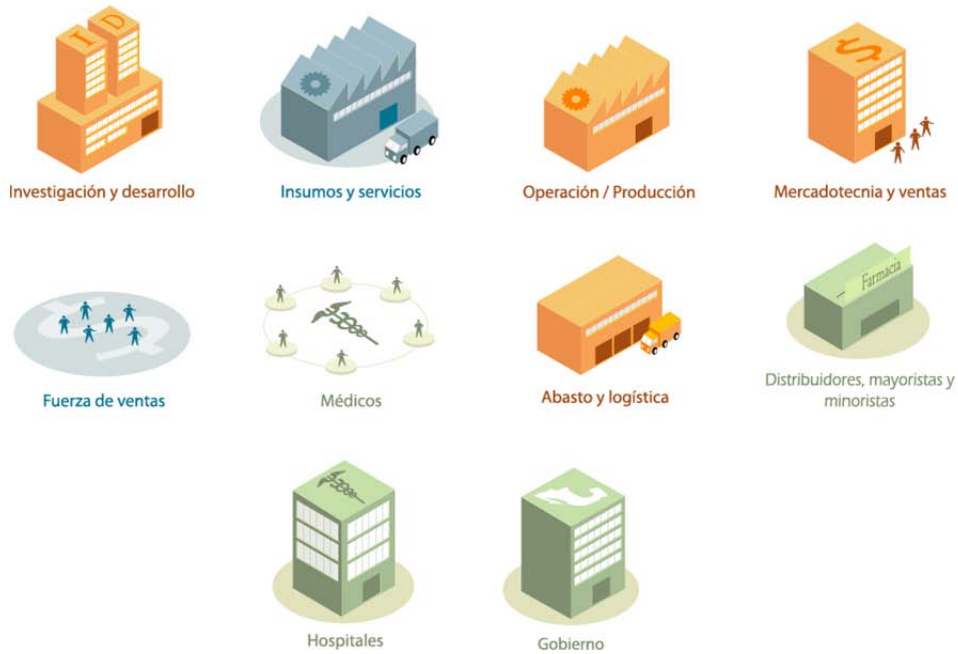 I D
$
Investigación y desarrollo
Insumos y servicios
Operación / Producción
Mercadotecnia y ventas
Farmacia
Fuerza de ventas
Médicos
Abasto y logística
Distribuidores, mayoristas y
minoristas
Hospitales
Gobierno